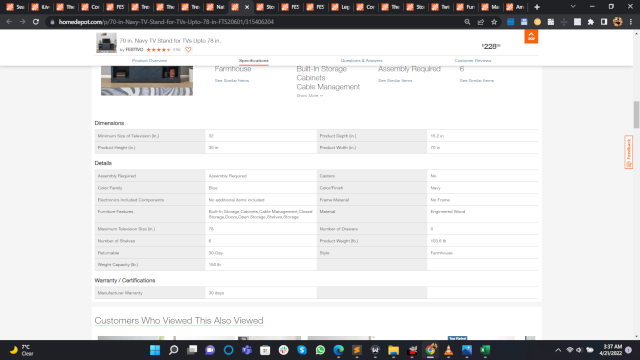 homedepot.com/p/70-in-Navy-TV-Stand-for-TVs-Upto-78-in-FTS20601/315406204
70 in. Navy TV Stand for TVs Upto 78 in.
by FESTIVO
$228
TOP
Product Overview Specifications Questions & Answers Customer Reviews
Farmhouse Built-In Storage Assembly Required 6
Cabinets
Cable Management
See Similar Items See Similar Items See Similar Items
Show More
Feedback
Dimensions
Minimum Size of Television (in.) 32 Product Depth (in.) 15.2 in
Product Height (in.) 30 in Product Width (in.) 70 in
Details
Assembly Required Assembly Required Casters No
Color Family Blue Color/Finish Navy
Electronics Included Components No additional items included Frame Material No Frame
Furniture Features Built-In Storage,Cabinets,Cable Management,Closed Storage,Doors,Open Storage,Shelves,Storage Material Engineered Wood
Maximum Television Size (in.) 78 Number of Drawers 0
Number of Shelves 6 Product Weight (lb.) 100.6 lb
Returnable 30-Day Style Farmhouse
Weight Capacity (lb.) 150 lb
Warranty / Certifications
Manufacturer Warranty 30 days
Customers Who Viewed This Also Viewed
7°C
Clear
3:37 AM
4/21/2022